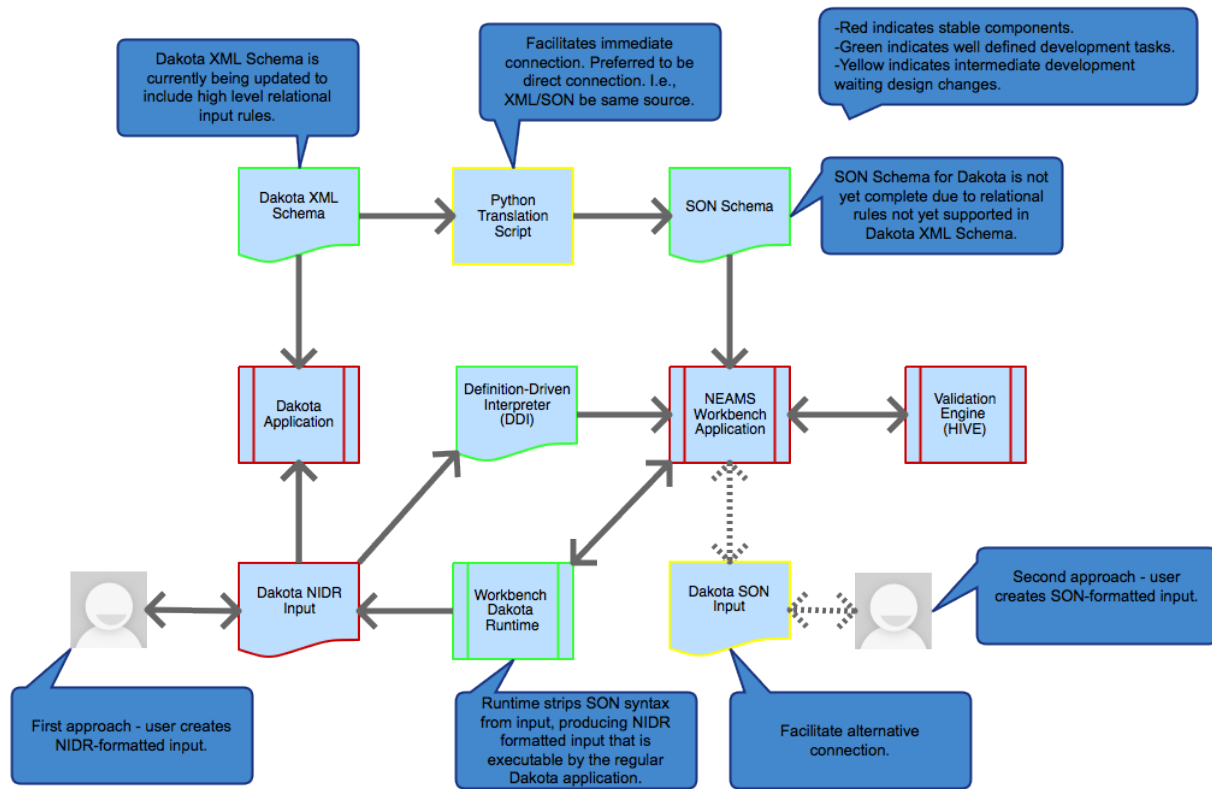 Dakota XML Schema is
currently being updated to
include high level relational
input rules.
Facilitates immediate
connection. Preferred to be
direct connection. I.e.,
XML/SON be same source.
-Red indicates stable components.
-Green indicates well defined development tasks.
-Yellow indicates intermediate development
waiting design changes.
Dakota XML
Schema
Python
Translation
Script
SON Schema
SON Schema for Dakota is not
yet complete due to relational
rules not yet supported in
Dakota XML Schema.
Dakota
Application
Definition-Driven
Interpreter
(DDI)
NEAMS
Workbench
Application
Validation
Engine
(HIVE)
Dakota NIDR
Input
Workbench
Dakota
Runtime
Dakota SON
Input
Second approach - user
creates SON-formatted input.
First approach - user creates
NIDR-formatted input.
Runtime strips SON syntax
from input, producing NIDR
formatted input that is
executable by the regular
Dakota application.
Facilitate alternative
connection.